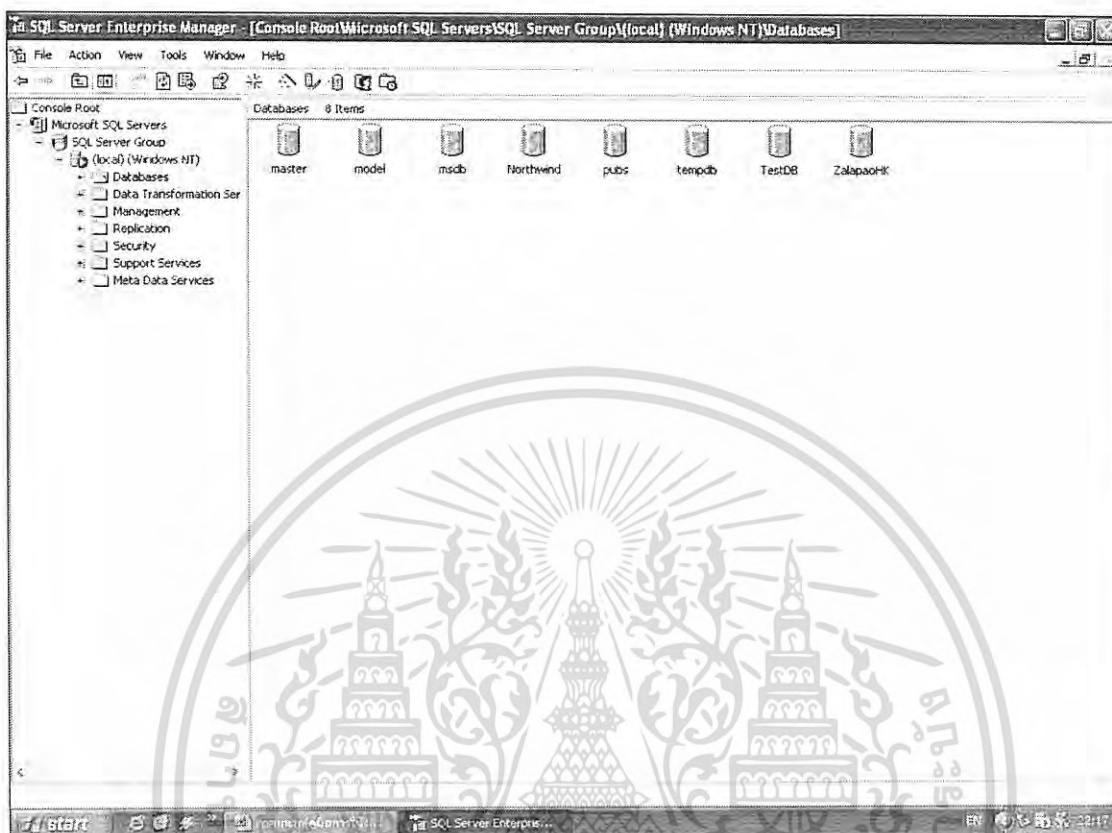 SQL Server Enterprise Manager - [Console Root\Microsoft SQL Servers\SQL Server Group\(local) (Windows NT)\Databases]
File Action View Tools Window Help
Console Root
Microsoft SQL Servers
SQL Server Group
(local) (Windows NT)
Databases
Data Transformation Ser
Management
Replication
Security
Support Services
Meta Data Services
Databases 8 Items
master model msdb Northwind pubs tempdb TestDB ZalapaoHK
start
SQL Server Enterpris...
EN
22:17